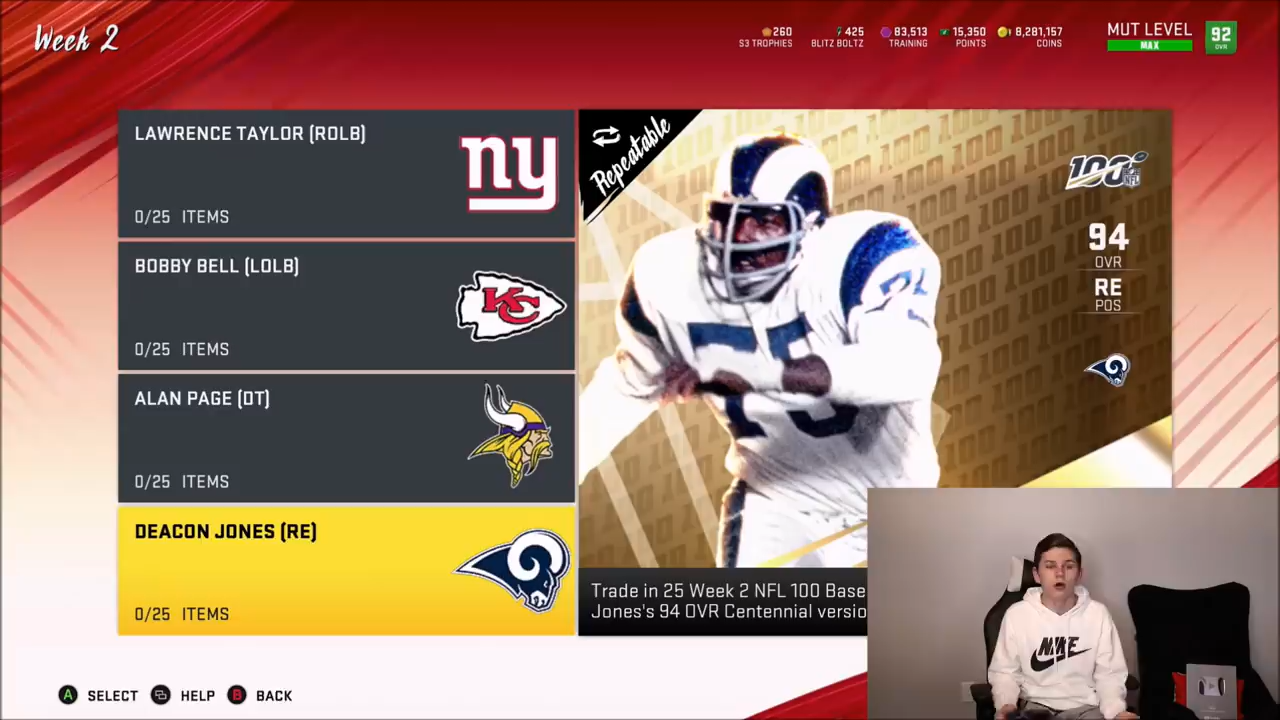 Week 2
260
S3 TROPHIES
425
BLITZ BOLTZ
83,513
TRAINING
15,350
POINTS
8,281,157
COINS
MUT LEVEL
MAX
92
OVR
LAWRENCE TAYLOR (ROLB)
0/25 ITEMS
ny
BOBBY BELL (LOLB)
0/25 ITEMS
KC
ALAN PAGE (DT)
0/25 ITEMS
DEACON JONES (RE)
0/25 ITEMS
Repeatable
100
NFL
94
OVR
RE
POS
75
Trade in 25 Week 2 NFL 100 Base
Jones's 94 OVR Centennial versio
NIKE
A SELECT
HELP
B BACK